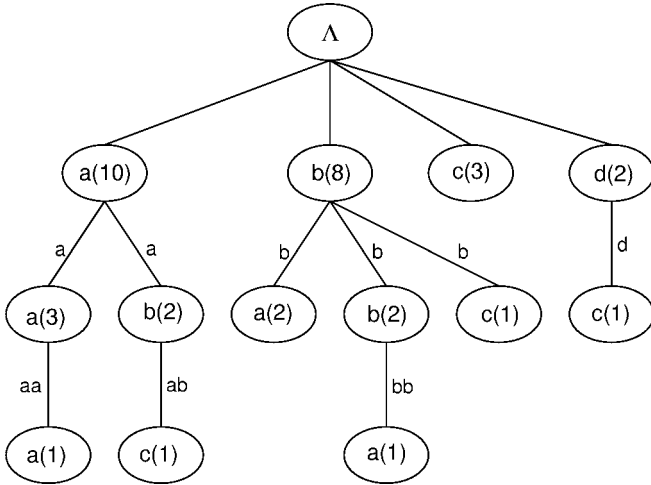 Λ
a(10) b(8) c(3) d(2)
a a b b b d
a(3) b(2) a(2) b(2) c(1) c(1)
aa ab bb
a(1) c(1) a(1)